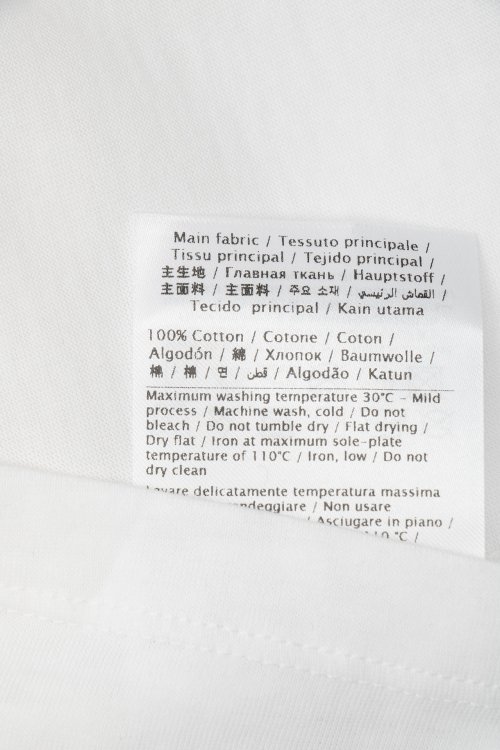 Main fabric / Tessuto principale /
Tissu principal / Tejido principal /
主生地 / Главная ткань / Hauptstoff /
主面料 / 主面料 / 주요 소재 / القماش الرئيسي /
Tecido principal / Kain utama
100% Cotton / Cotone / Coton /
Algodón / 綿 / Хлопок / Baumwolle /
棉 / 棉 / 면 / قطن / Algodão / Katun
Maximum washing temperature 30°C - Mild
process / Machine wash, cold / Do not
bleach / Do not tumble dry / Flat drying /
Dry flat / Iron at maximum sole-plate
temperature of 110°C / Iron, low / Do not
dry clean
Lavare delicatamente temperatura massima
/ Non usare
/ Asciugare in piano /
110 °C /